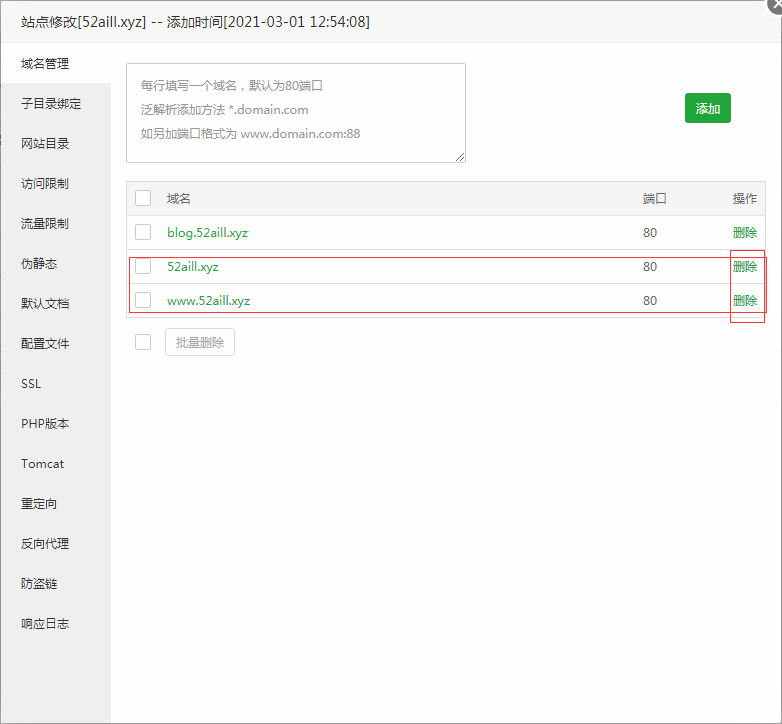 站点修改[52aill.xyz] -- 添加时间[2021-03-01 12:54:08]
域名管理
子目录绑定
网站目录
访问限制
流量限制
伪静态
默认文档
配置文件
SSL
PHP版本
Tomcat
重定向
反向代理
防盗链
响应日志
每行填写一个域名，默认为80端口
泛解析添加方法 *.domain.com
如另加端口格式为 www.domain.com:88
添加
域名 端口 操作
blog.52aill.xyz 80 删除
52aill.xyz 80 删除
www.52aill.xyz 80 删除
批量删除